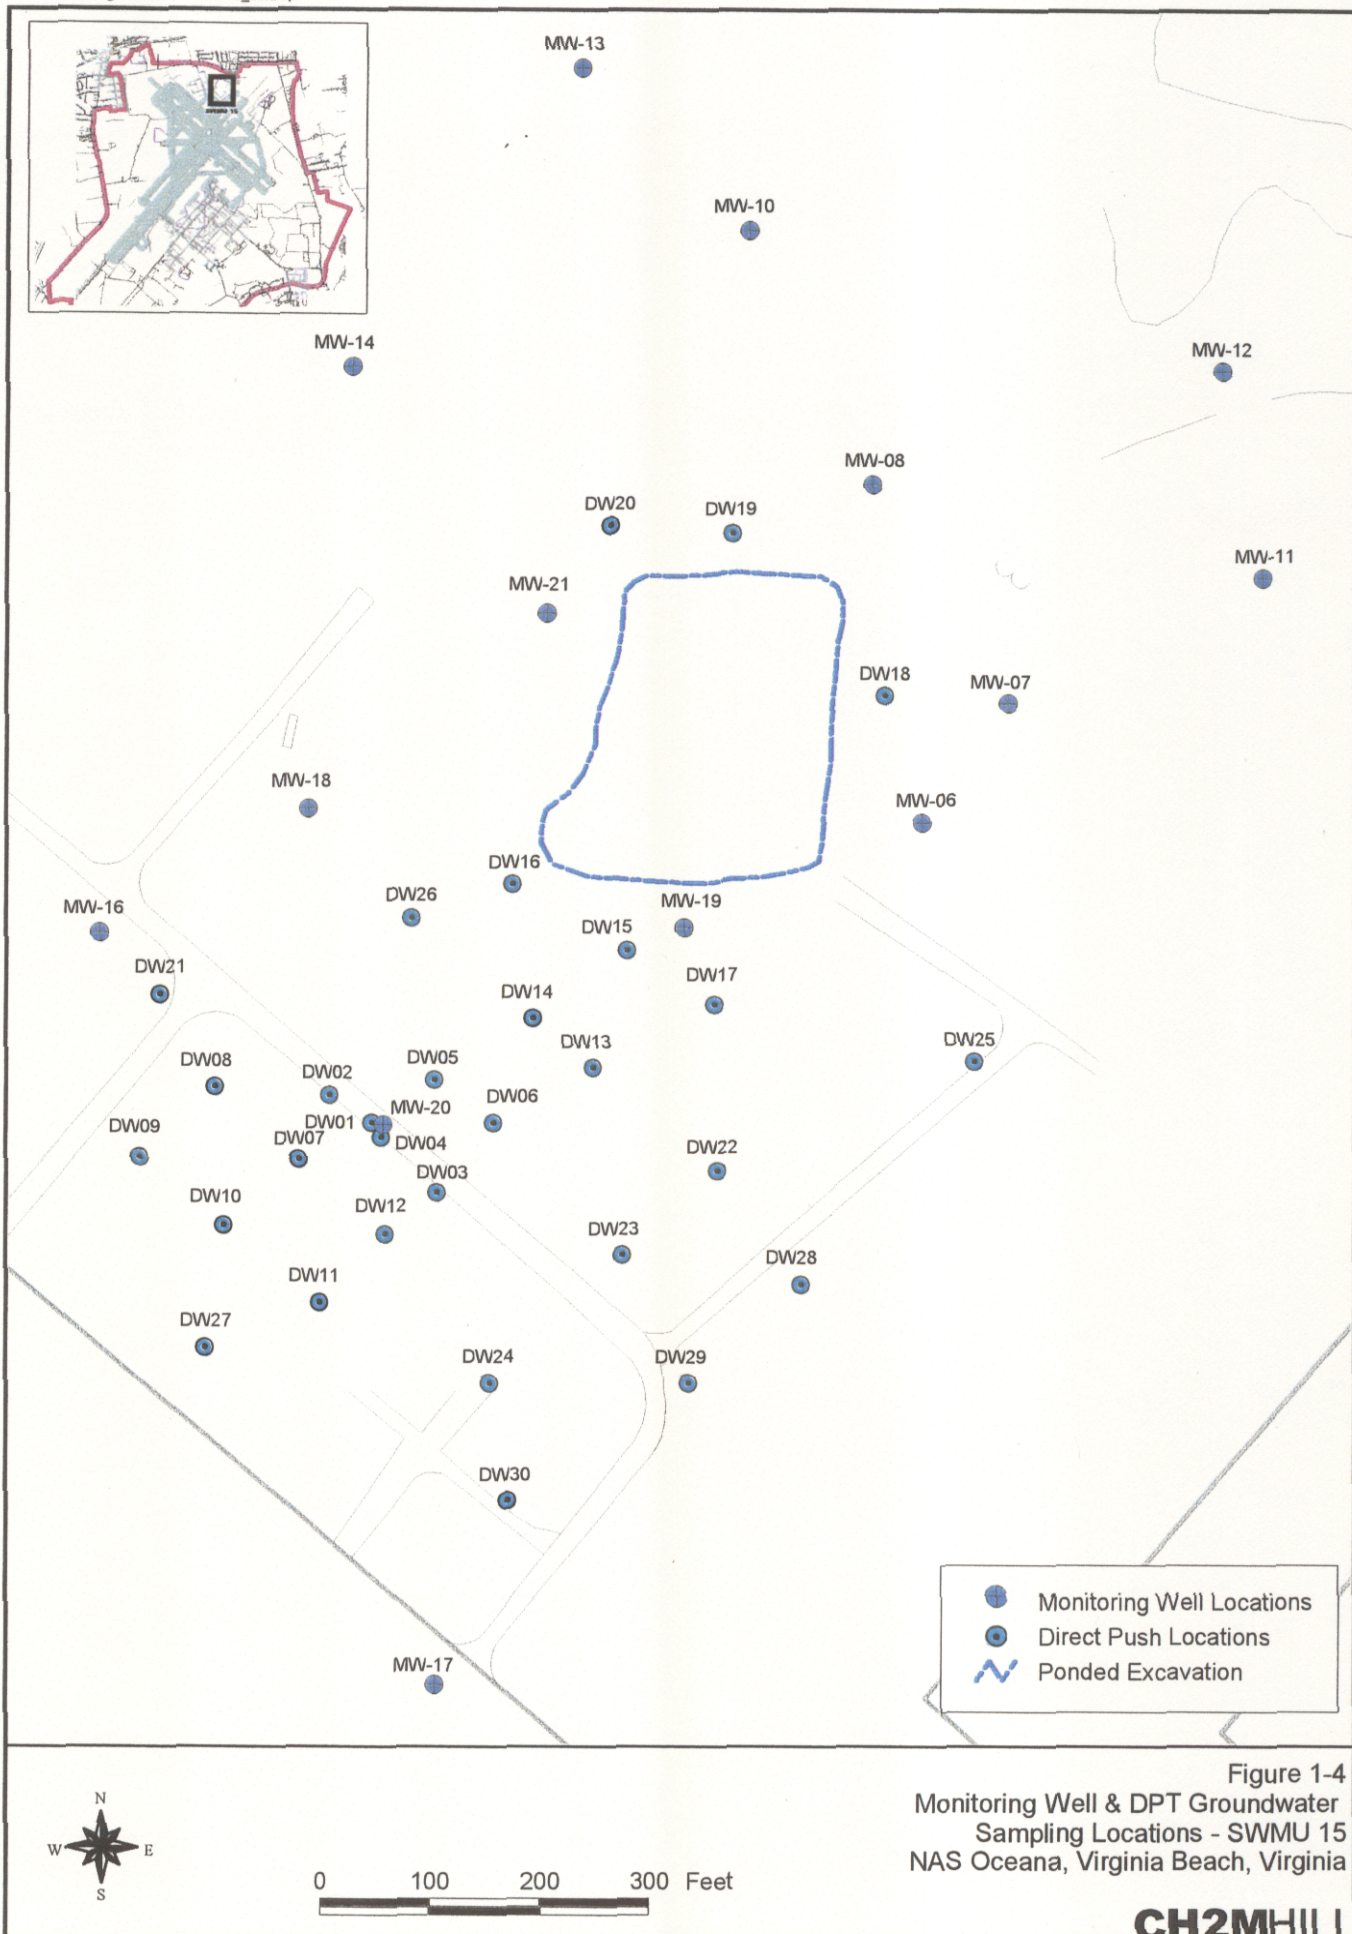 MW-13
MW-10
MW-14
MW-12
MW-08
DW20
DW19
MW-11
MW-21
DW18
MW-07
MW-18
MW-06
DW16
DW26
MW-19
MW-16
DW15
DW21
DW17
DW14
DW13
DW25
DW08
DW05
DW02
DW06
MW-20
DW01
DW09
DW07
DW04
DW22
DW03
DW10
DW12
DW23
DW28
DW11
DW27
DW24
DW29
DW30
MW-17
Monitoring Well Locations
Direct Push Locations
Ponded Excavation
Figure 1-4
Monitoring Well & DPT Groundwater
Sampling Locations - SWMU 15
NAS Oceana, Virginia Beach, Virginia
N
W E
S
0 100 200 300 Feet
CH2MHILL